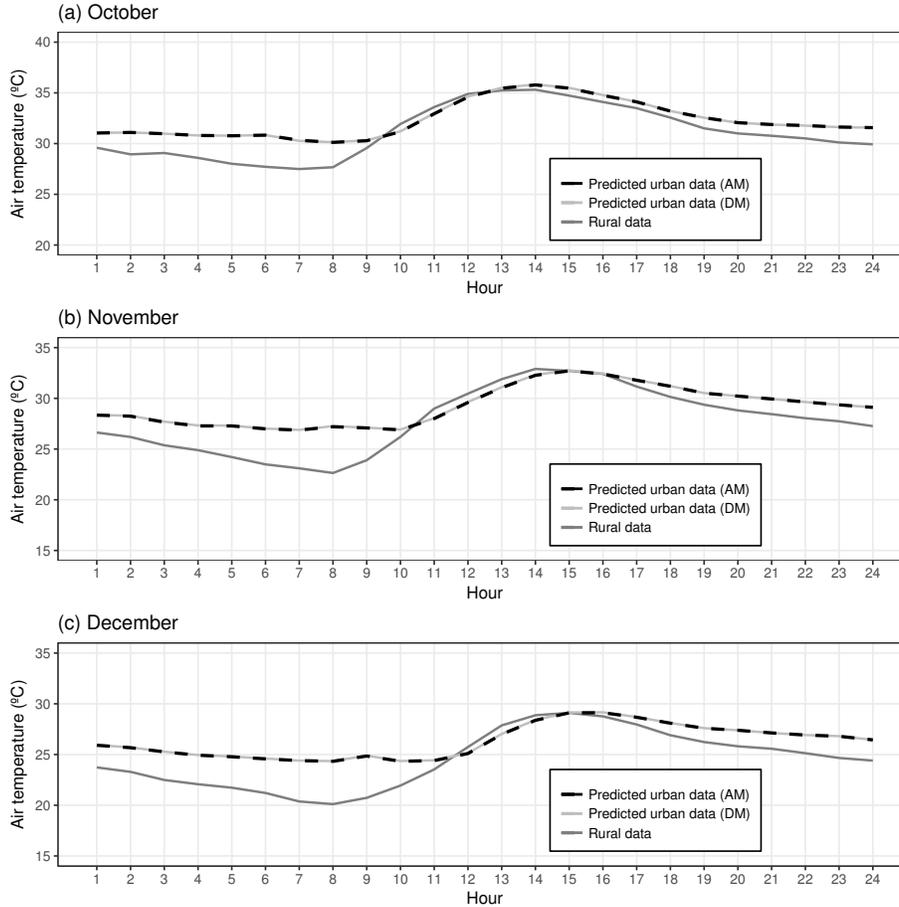 (a) October
Air temperature (ºC)
40
35
30
25
20
Predicted urban data (AM)
Predicted urban data (DM)
Rural data
1 2 3 4 5 6 7 8 9 10 11 12 13 14 15 16 17 18 19 20 21 22 23 24
Hour
(b) November
Air temperature (ºC)
35
30
25
20
15
Predicted urban data (AM)
Predicted urban data (DM)
Rural data
1 2 3 4 5 6 7 8 9 10 11 12 13 14 15 16 17 18 19 20 21 22 23 24
Hour
(c) December
Air temperature (ºC)
35
30
25
20
15
Predicted urban data (AM)
Predicted urban data (DM)
Rural data
1 2 3 4 5 6 7 8 9 10 11 12 13 14 15 16 17 18 19 20 21 22 23 24
Hour